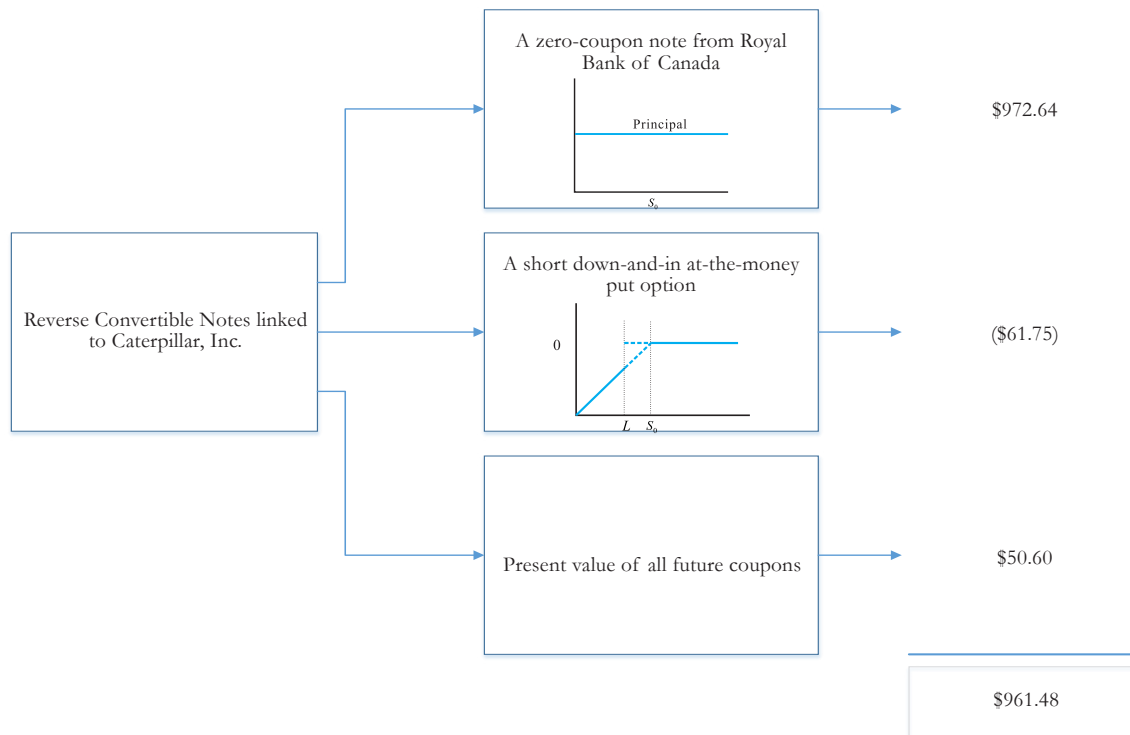 A zero-coupon note from Royal
Bank of Canada
Principal
S₀
$972.64
Reverse Convertible Notes linked
to Caterpillar, Inc.
A short down-and-in at-the-money
put option
0
L S₀
($61.75)
Present value of all future coupons
$50.60
$961.48